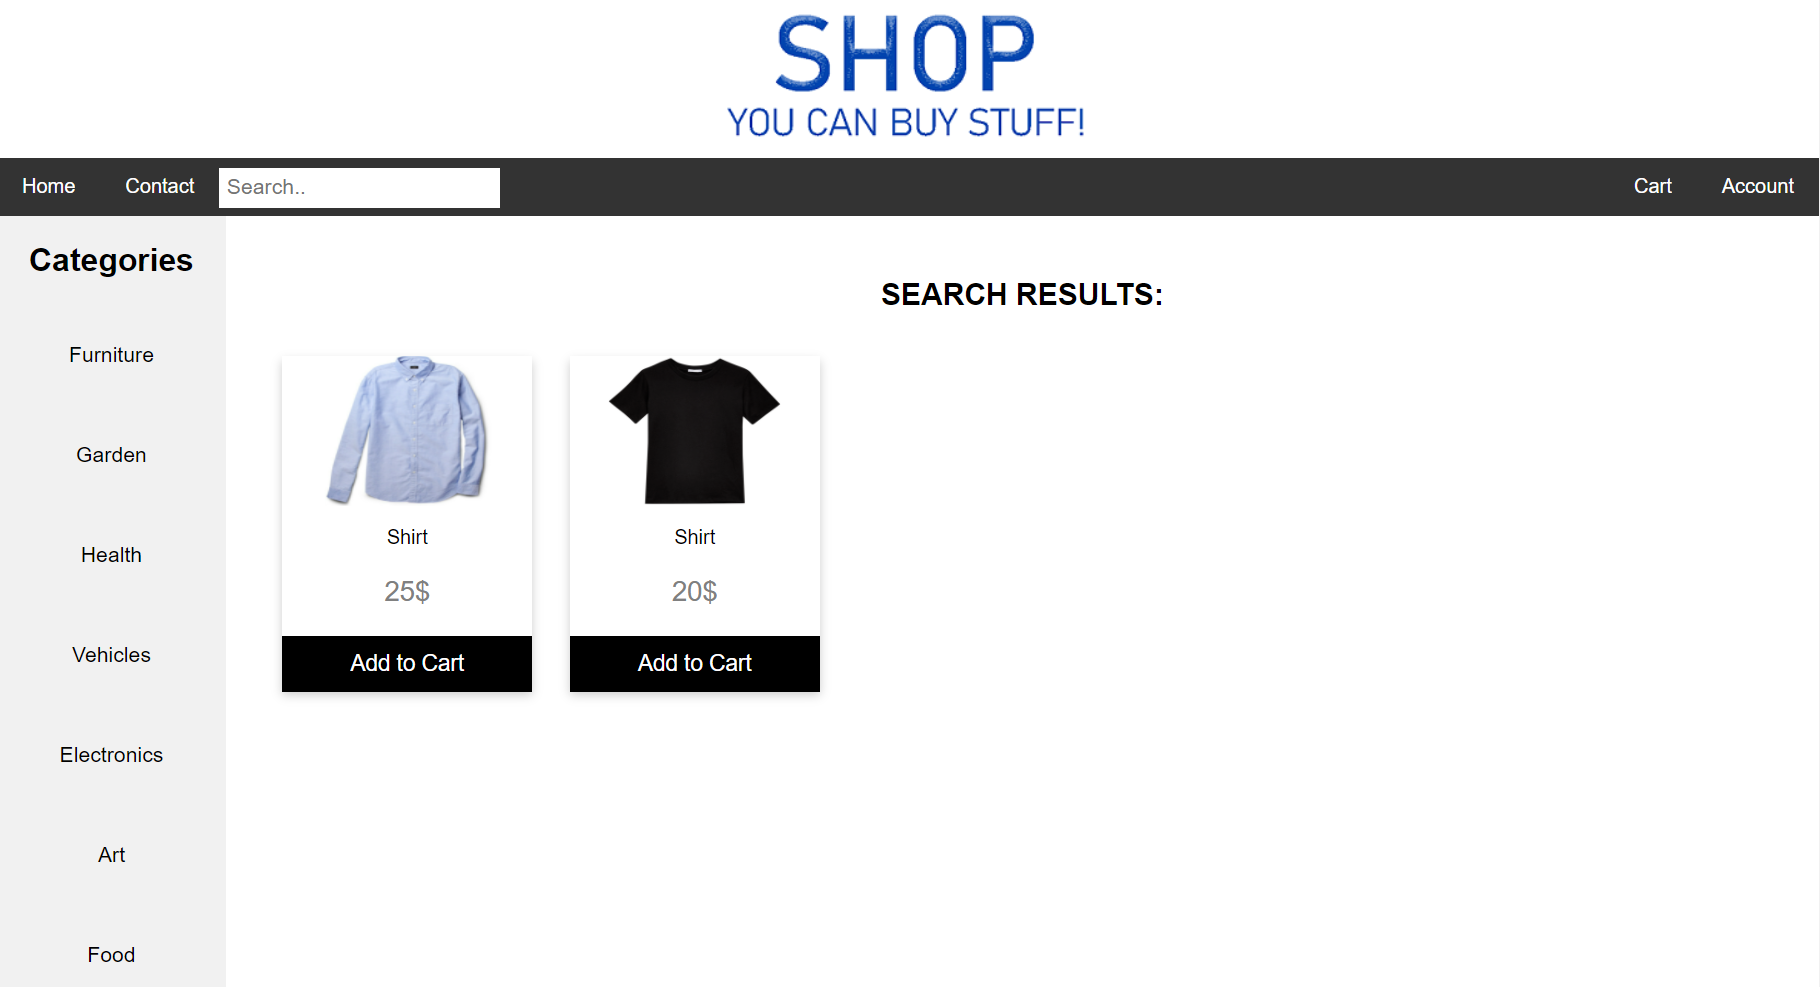 SHOP
YOU CAN BUY STUFF!
Home Contact Search.. Cart Account
Categories
Furniture
Garden
Health
Vehicles
Electronics
Art
Food
SEARCH RESULTS:
Shirt
25$
Add to Cart
Shirt
20$
Add to Cart